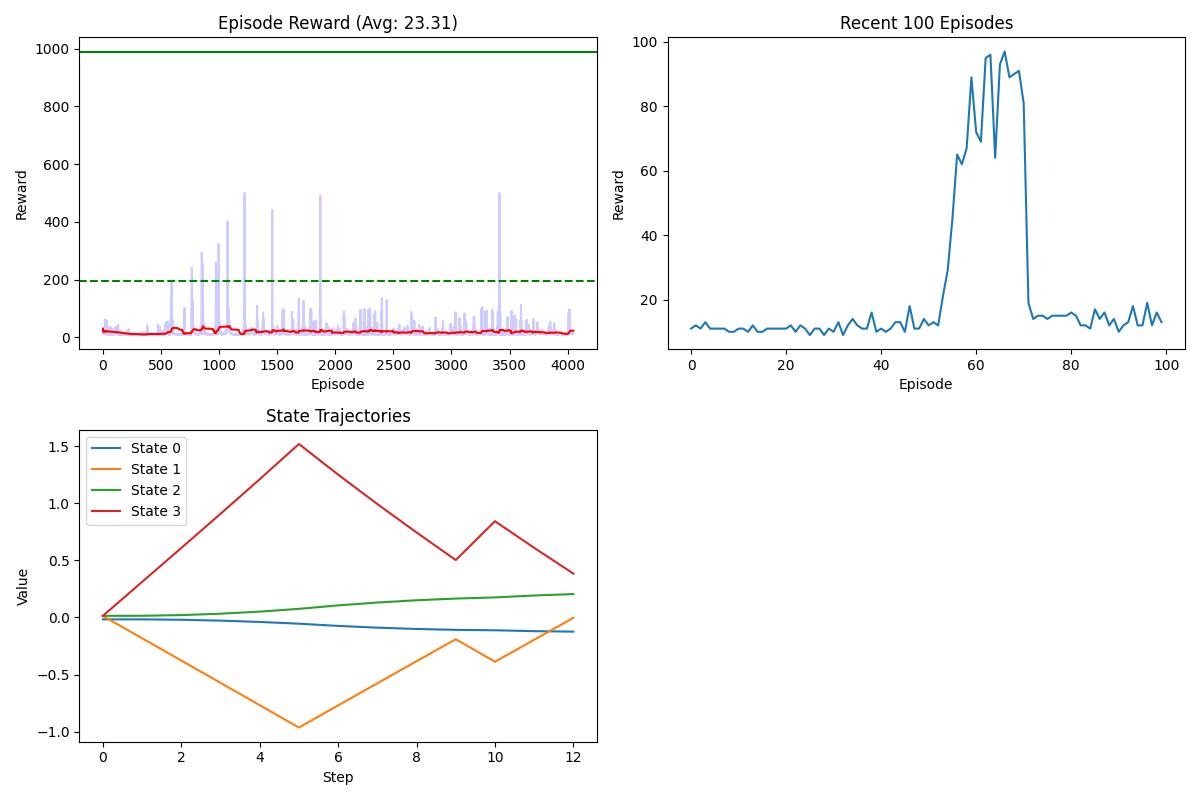 Episode Reward (Avg: 23.31)
Reward
1000
800
600
400
200
0
0 500 1000 1500 2000 2500 3000 3500 4000
Episode
Recent 100 Episodes
Reward
100
80
60
40
20
0 20 40 60 80 100
Episode
State Trajectories
Value
1.5
1.0
0.5
0.0
−0.5
−1.0
State 0
State 1
State 2
State 3
0 2 4 6 8 10 12
Step